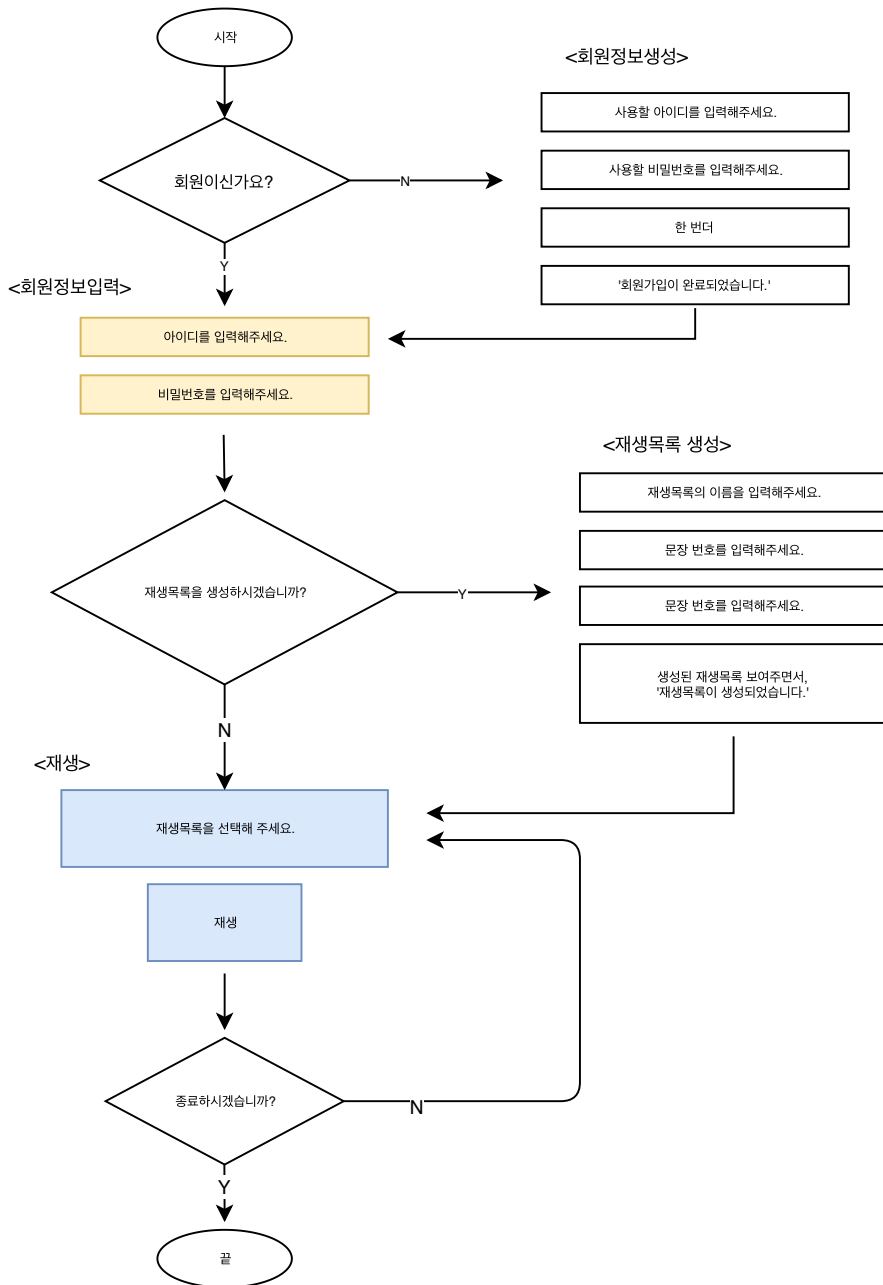 시작
회원이신가요?
N
<회원정보생성>
사용할 아이디를 입력해주세요.
사용할 비밀번호를 입력해주세요.
한 번더
'회원가입이 완료되었습니다.'
Y
<회원정보입력>
아이디를 입력해주세요.
비밀번호를 입력해주세요.
재생목록을 생성하시겠습니까?
Y
<재생목록 생성>
재생목록의 이름을 입력해주세요.
문장 번호를 입력해주세요.
문장 번호를 입력해주세요.
생성된 재생목록 보여주면서,
'재생목록이 생성되었습니다.'
N
<재생>
재생목록을 선택해 주세요.
재생
종료하시겠습니까?
N
Y
끝